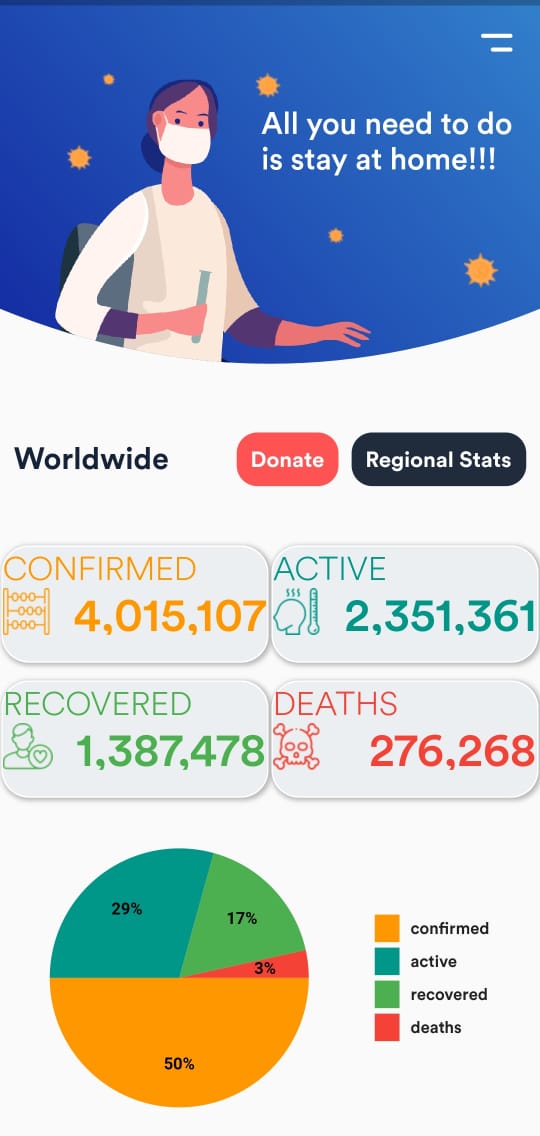 All you need to do
is stay at home!!!
Worldwide
Donate
Regional Stats
CONFIRMED
4,015,107
ACTIVE
2,351,361
RECOVERED
1,387,478
DEATHS
276,268
29%
17%
3%
50%
confirmed
active
recovered
deaths